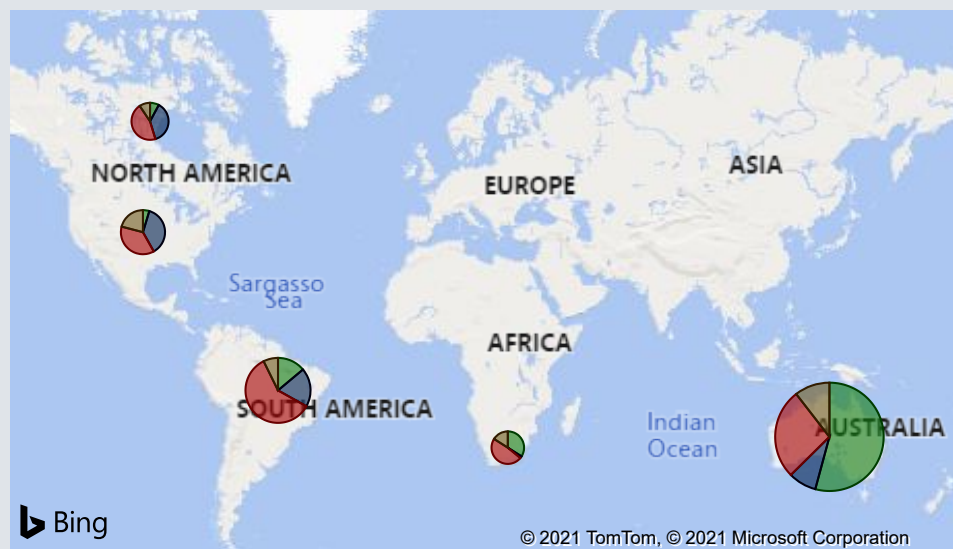 NORTH AMERICA
EUROPE
ASIA
Sargasso
Sea
AFRICA
SOUTH AMERICA
Indian
Ocean
AUSTRALIA
Bing
© 2021 TomTom, © 2021 Microsoft Corporation